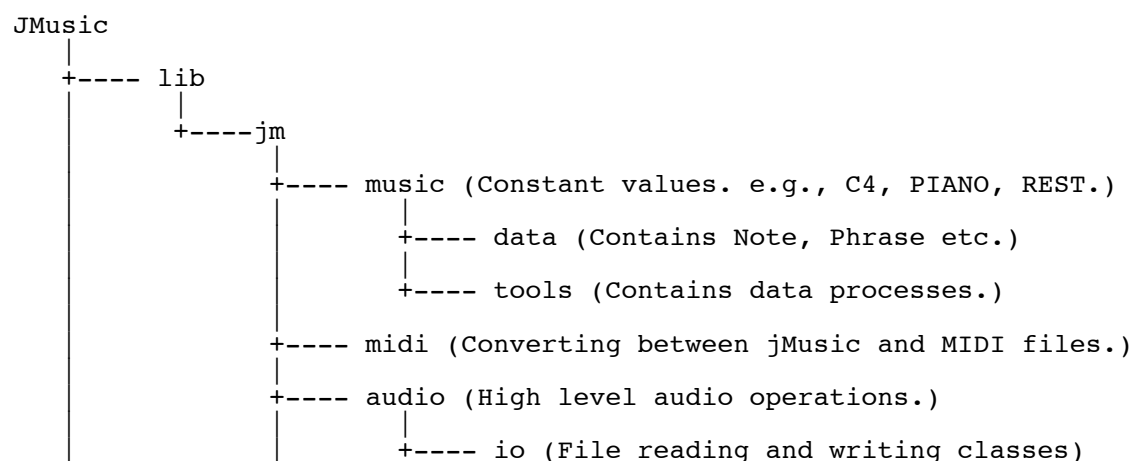 JMusic
+---- lib
+----jm
+---- music (Constant values. e.g., C4, PIANO, REST.)
+---- data (Contains Note, Phrase etc.)
+---- tools (Contains data processes.)
+---- midi (Converting between jMusic and MIDI files.)
+---- audio (High level audio operations.)
+---- io (File reading and writing classes)